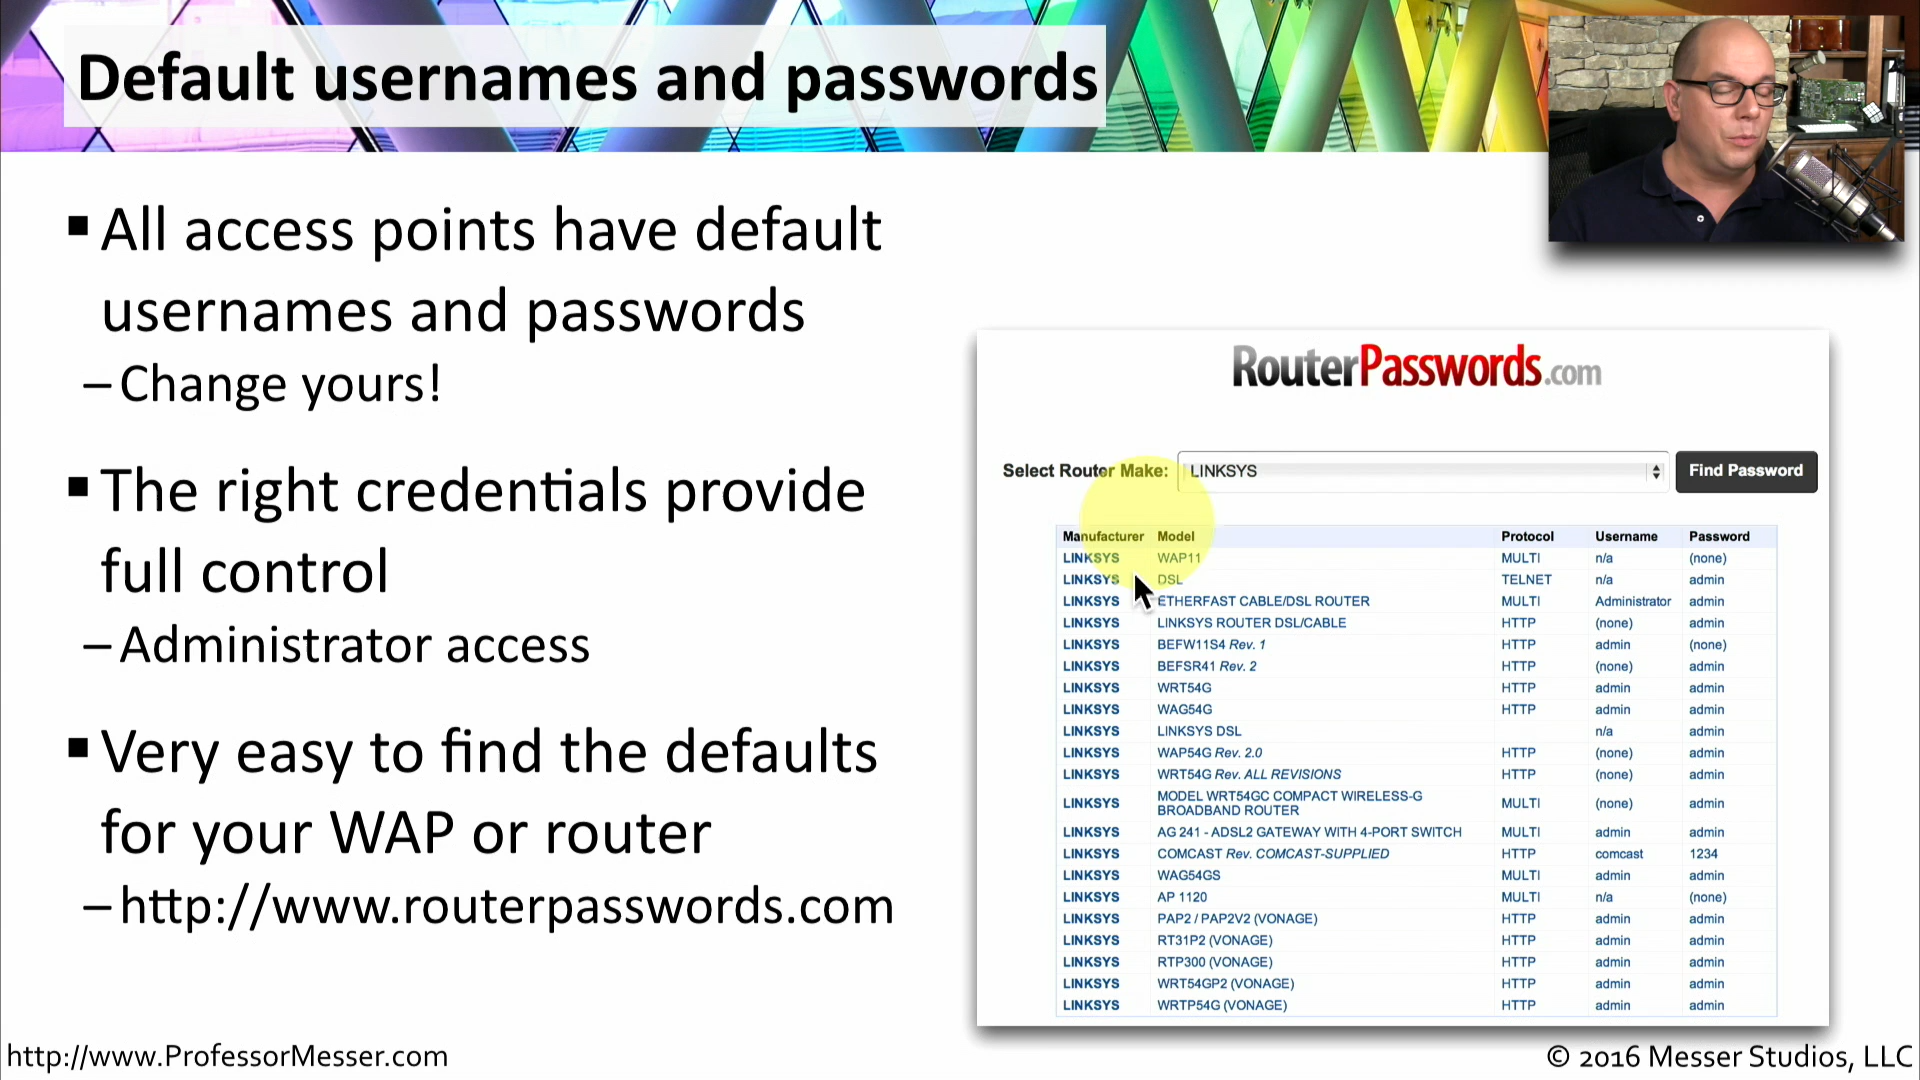 Default usernames and passwords
▪ All access points have default
usernames and passwords
– Change yours!
▪ The right credentials provide
full control
– Administrator access
▪ Very easy to find the defaults
for your WAP or router
– http://www.routerpasswords.com
RouterPasswords.com
Select Router Make: LINKSYS Find Password
Manufacturer Model Protocol Username Password
LINKSYS WAP11 MULTI n/a (none)
LINKSYS DSL TELNET n/a admin
LINKSYS ETHERFAST CABLE/DSL ROUTER MULTI Administrator admin
LINKSYS LINKSYS ROUTER DSL/CABLE HTTP (none) admin
LINKSYS BEFW11S4 Rev. 1 HTTP admin (none)
LINKSYS BEFSR41 Rev. 2 HTTP (none) admin
LINKSYS WRT54G HTTP admin admin
LINKSYS WAG54G HTTP admin admin
LINKSYS LINKSYS DSL n/a admin
LINKSYS WAP54G Rev. 2.0 HTTP (none) admin
LINKSYS WRT54G Rev. ALL REVISIONS HTTP (none) admin
LINKSYS MODEL WRT54GC COMPACT WIRELESS-G
BROADBAND ROUTER MULTI (none) admin
LINKSYS AG 241 - ADSL2 GATEWAY WITH 4-PORT SWITCH MULTI admin admin
LINKSYS COMCAST Rev. COMCAST-SUPPLIED HTTP comcast 1234
LINKSYS WAG54GS MULTI admin admin
LINKSYS AP 1120 MULTI n/a (none)
LINKSYS PAP2 / PAP2V2 (VONAGE) HTTP admin admin
LINKSYS RT31P2 (VONAGE) HTTP admin admin
LINKSYS RTP300 (VONAGE) HTTP admin admin
LINKSYS WRT54GP2 (VONAGE) HTTP admin admin
LINKSYS WRTP54G (VONAGE) HTTP admin admin
http://www.ProfessorMesser.com
© 2016 Messer Studios, LLC